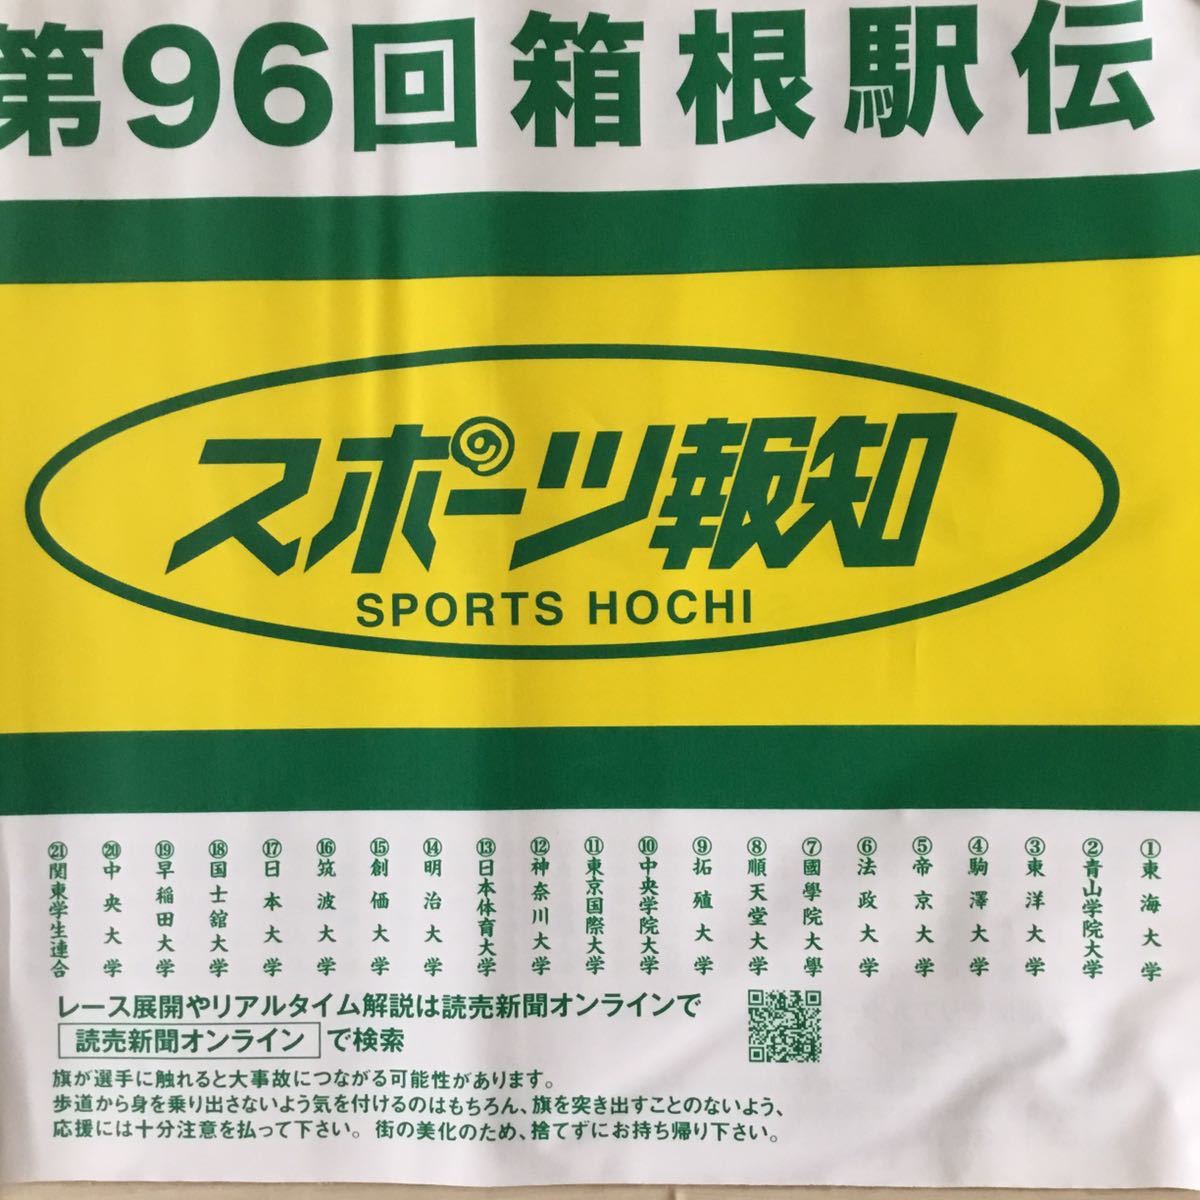 第96回箱根駅伝
スポーツ報知
SPORTS HOCHI
①東海大学
②青山学院大学
③東洋大学
④駒澤大学
⑤帝京大学
⑥法政大学
⑦國學院大學
⑧順天堂大学
⑨拓殖大学
⑩中央学院大学
⑪東京国際大学
⑫神奈川大学
⑬日本体育大学
⑭明治大学
⑮創価大学
⑯筑波大学
⑰日本大学
⑱国士舘大学
⑲早稲田大学
⑳中央大学
㉑関東学生連合
レース展開やリアルタイム解説は読売新聞オンラインで
読売新聞オンライン で検索
旗が選手に触れると大事故につながる可能性があります。
歩道から身を乗り出さないよう気を付けるのはもちろん、旗を突き出すことのないよう、
応援には十分注意を払って下さい。街の美化のため、捨てずにお持ち帰り下さい。